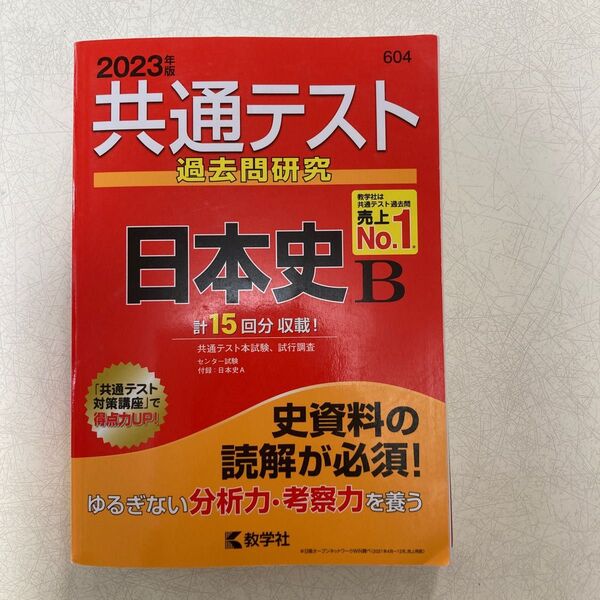 2023年版
604
共通テスト
過去問研究
教学社は
共通テスト過去問
売上
No.1※
日本史B
計15回分 収載!
共通テスト本試験、試行調査
センター試験
付録:日本史A
「共通テスト
対策講座」で
得点力UP!
史資料の
読解が必須!
ゆるぎない分析力・考察力を養う
教学社